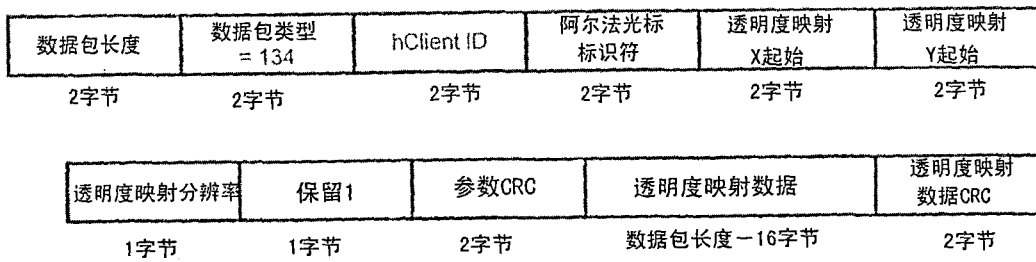 数据包长度
数据包类型
= 134
hClient ID
阿尔法光标
标识符
透明度映射
X起始
透明度映射
Y起始
2字节
2字节
2字节
2字节
2字节
2字节
透明度映射分辨率
保留1
参数CRC
透明度映射数据
透明度映射
数据CRC
1字节
1字节
2字节
数据包长度－16字节
2字节